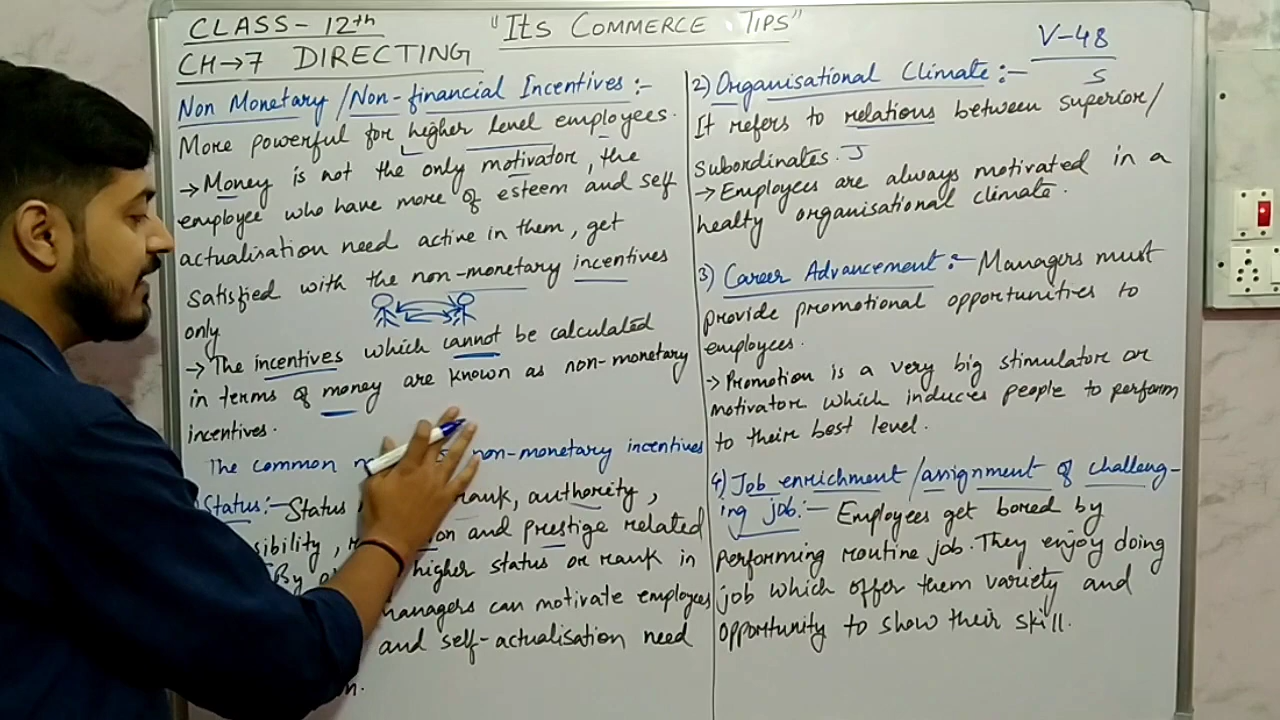 CLASS- 12th
"ITS COMMERCE TIPS"
V-48
CH→7 DIRECTING
Non Monetary/Non-financial Incentives:-
More powerful for higher level employees.
→Money is not the only motivator, the
employee who have more of esteem and self
actualisation need active in them, get
Satisfied with the non-monetary incentives
only
→The incentives which cannot be calculated
in terms of money are known as non-monetary
incentives.
The common non-monetary incentives
Status:- Status rank, authority,
and prestige related
higher status or rank in
managers can motivate employees
and self-actualisation need
2) Organisational Climate:-
S
It refers to relations between superior/
Subordinates. J
→Employees are always motivated in a
healty organisational climate.
3) Career Advancement:- Managers must
provide promotional opportunities to
employees.
→Promotion is a very big stimulator or
motivator which induces people to perform
to their best level.
4) Job enrichment/assignment of challeng-
ing job:- Employees get bored by
performing routine job. They enjoy doing
job which offer them variety and
opportunity to show their skill.